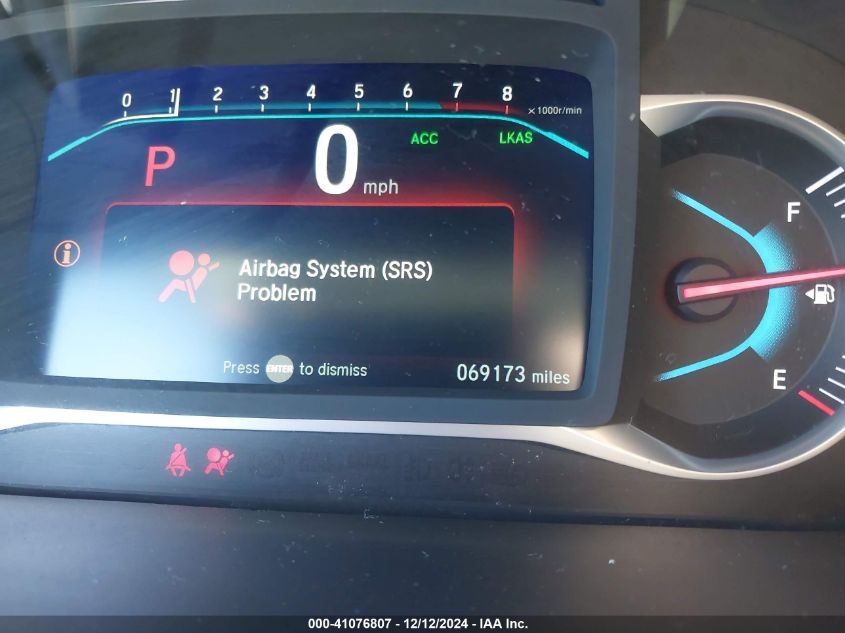 0 1 2 3 4 5 6 7 8
×1000r/min
P
0 mph
ACC
LKAS
F
i
Airbag System (SRS)
Problem
Press ENTER to dismiss
069173 miles
E
000-41076807 - 12/12/2024 - IAA Inc.